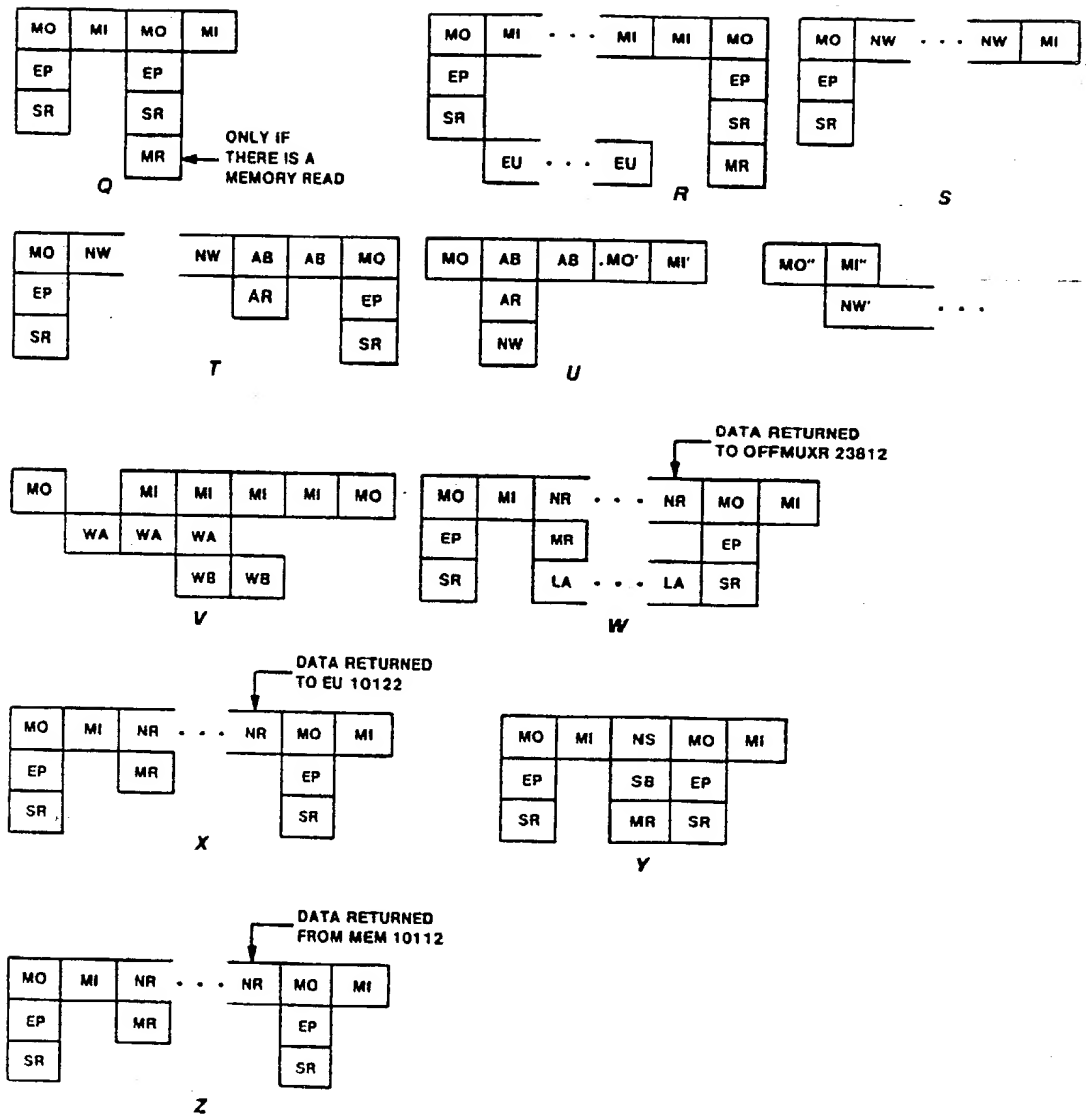 MO MI MO MI
EP EP
SR SR
MR
ONLY IF
THERE IS A
MEMORY READ
Q
MO MI · · · MI MI MO
EP EP
SR SR
EU · · · EU MR
R
MO NW · · · NW MI
EP
SR
S
MO NW NW AB AB MO
EP AR EP
SR SR
T
MO AB AB .MO' MI'
AR
NW
U
MO" MI"
NW' · · ·
MO MI MI MI MI MO
WA WA WA
WB WB
V
DATA RETURNED
TO OFFMUXR 23812
MO MI NR · · · NR MO MI
EP MR EP
SR LA · · · LA SR
W
DATA RETURNED
TO EU 10122
MO MI NR · · · NR MO MI
EP MR EP
SR SR
X
MO MI NS MO MI
EP SB EP
SR MR SR
Y
DATA RETURNED
FROM MEM 10112
MO MI NR · · · NR MO MI
EP MR EP
SR SR
Z